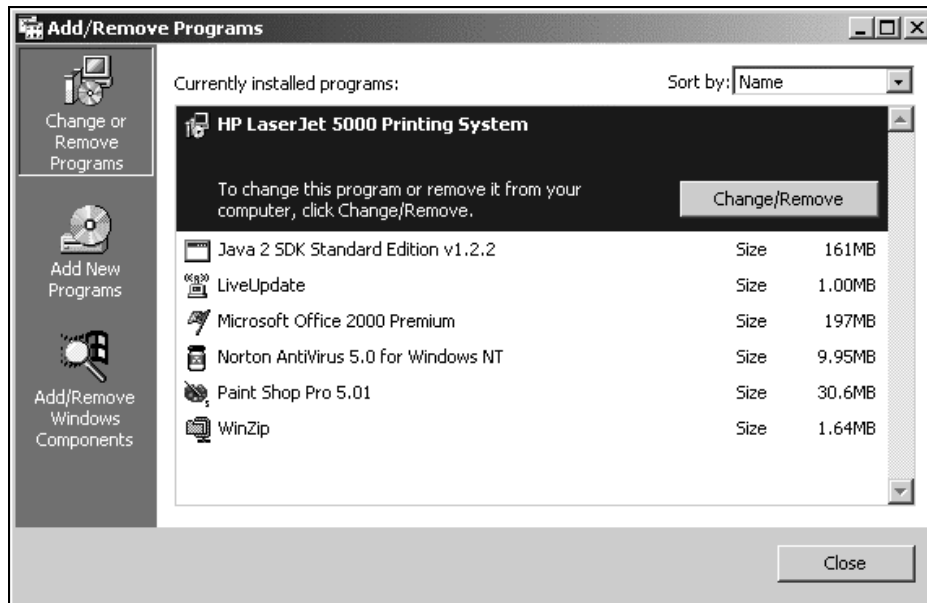 Add/Remove Programs
Change or
Remove
Programs
Add New
Programs
Add/Remove
Windows
Components
Currently installed programs:
Sort by: Name
HP LaserJet 5000 Printing System
To change this program or remove it from your
computer, click Change/Remove.
Change/Remove
Java 2 SDK Standard Edition v1.2.2 Size 161MB
LiveUpdate Size 1.00MB
Microsoft Office 2000 Premium Size 197MB
Norton AntiVirus 5.0 for Windows NT Size 9.95MB
Paint Shop Pro 5.01 Size 30.6MB
WinZip Size 1.64MB
Close